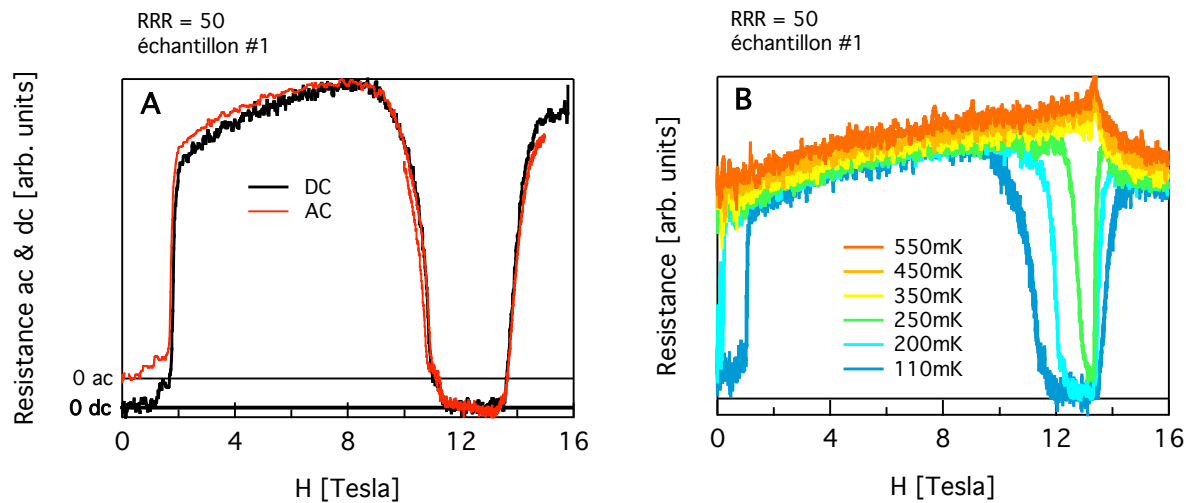 RRR = 50
échantillon #1
A
Resistance ac & dc [arb. units]
DC
AC
0 ac
0 dc
0 4 8 12 16
H [Tesla]
RRR = 50
échantillon #1
B
Resistance [arb. units]
550mK
450mK
350mK
250mK
200mK
110mK
0 4 8 12 16
H [Tesla]